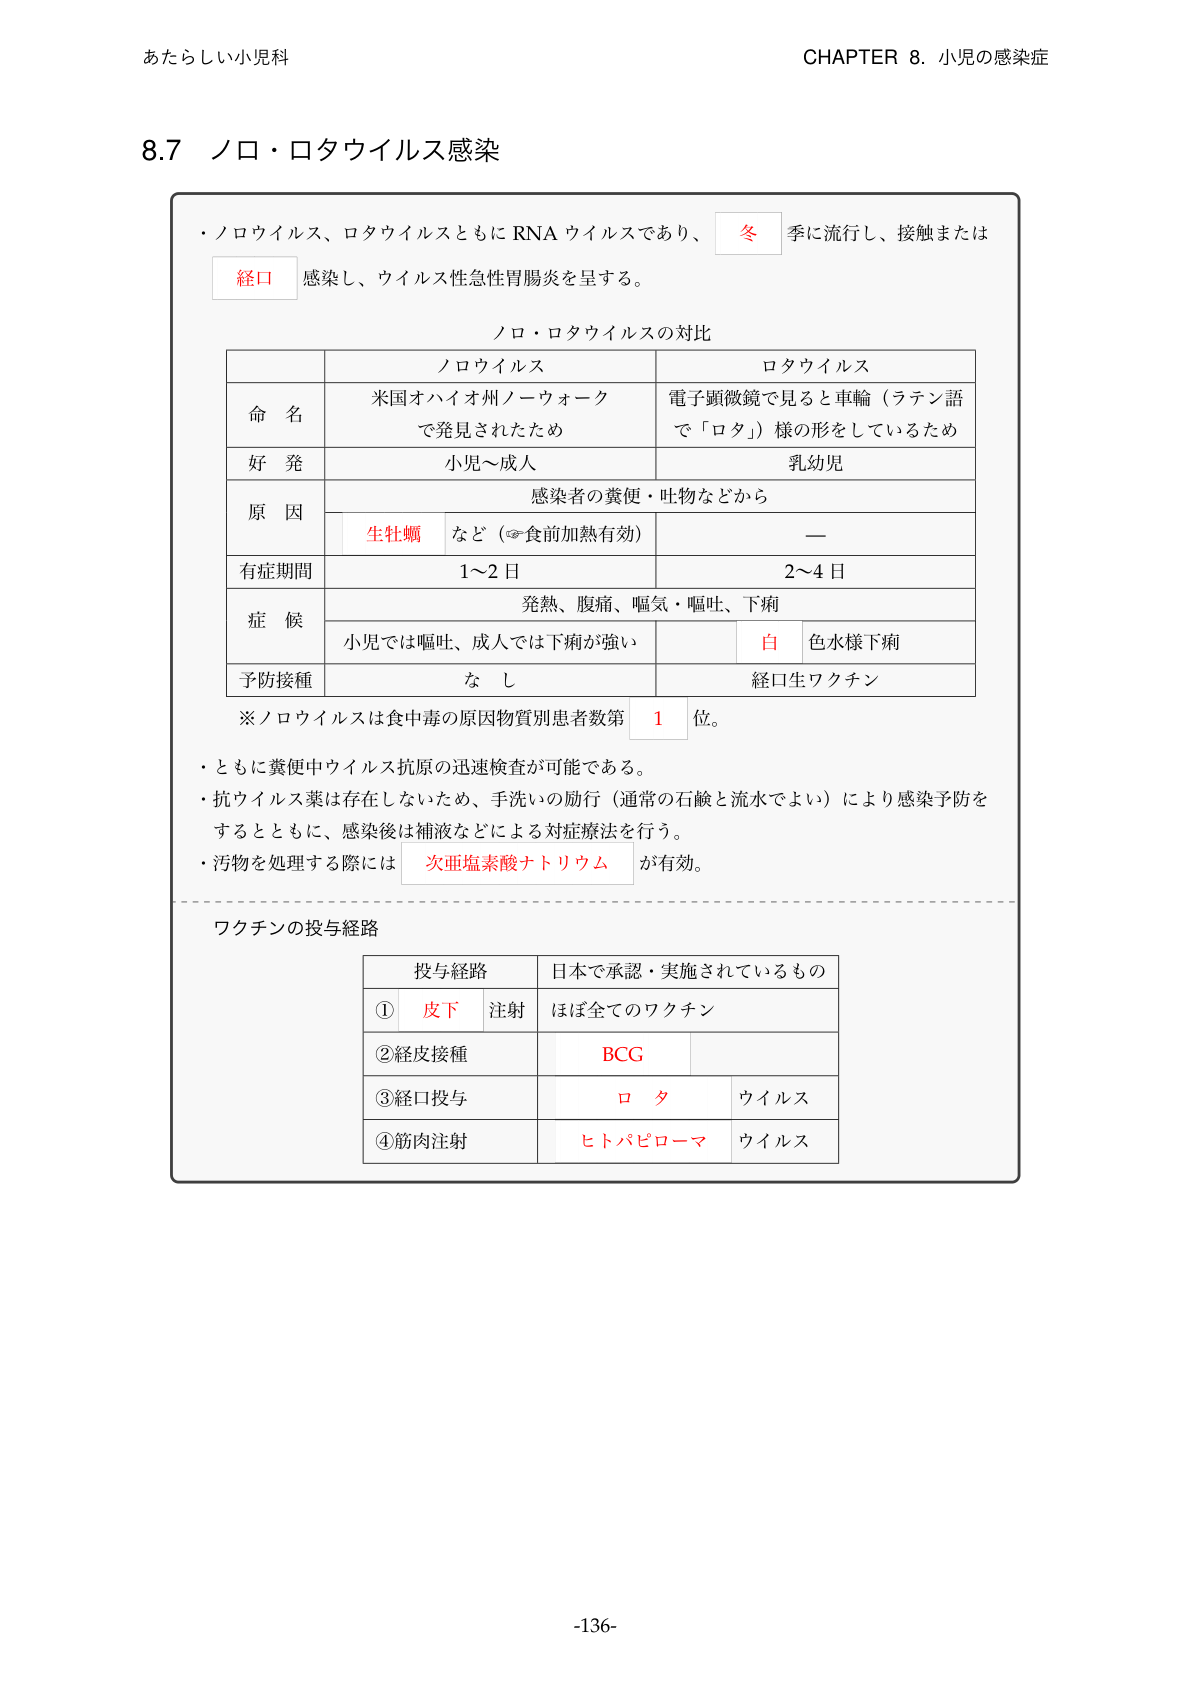 あたらしい小児科
CHAPTER 8. 小児の感染症
8.7 ノロ・ロタウイルス感染
・ノロウイルス、ロタウイルスともに RNA ウイルスであり、 冬 季に流行し、接触または
経口 感染し、ウイルス性急性胃腸炎を呈する。
ノロ・ロタウイルスの対比
ノロウイルス ロタウイルス
命 名 米国オハイオ州ノーウォーク 電子顕微鏡で見ると車輪（ラテン語
で発見されたため で「ロタ」）様の形をしているため
好 発 小児〜成人 乳幼児
原 因 感染者の糞便・吐物などから
生牡蠣 など（☞食前加熱有効） —
有症期間 1〜2 日 2〜4 日
症 候 発熱、腹痛、嘔気・嘔吐、下痢
小児では嘔吐、成人では下痢が強い 白 色水様下痢
予防接種 な し 経口生ワクチン
※ノロウイルスは食中毒の原因物質別患者数第 1 位。
・ともに糞便中ウイルス抗原の迅速検査が可能である。
・抗ウイルス薬は存在しないため、手洗いの励行（通常の石鹸と流水でよい）により感染予防を
するとともに、感染後は補液などによる対症療法を行う。
・汚物を処理する際には 次亜塩素酸ナトリウム が有効。
ワクチンの投与経路
投与経路 日本で承認・実施されているもの
① 皮下 注射 ほぼ全てのワクチン
②経皮接種 BCG
③経口投与 ロ タ ウイルス
④筋肉注射 ヒトパピローマ ウイルス
-136-